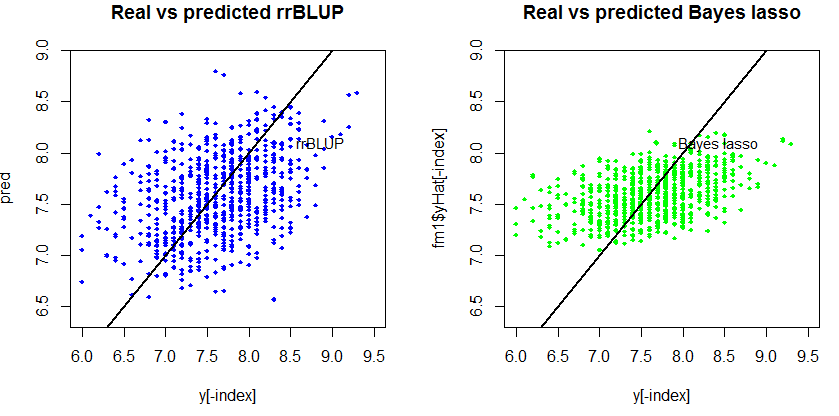 Real vs predicted rrBLUP
pred
9.0
8.5
8.0
7.5
7.0
6.5
rrBLUP
6.0 6.5 7.0 7.5 8.0 8.5 9.0 9.5
y[-index]
Real vs predicted Bayes lasso
fm1$yHat[-index]
9.0
8.5
8.0
7.5
7.0
6.5
Bayes lasso
6.0 6.5 7.0 7.5 8.0 8.5 9.0 9.5
y[-index]